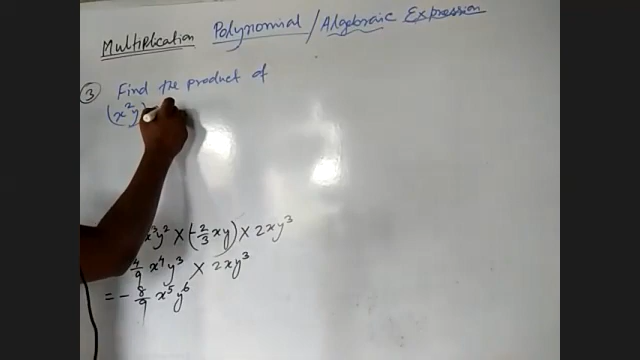 Multiplication Polynomial / Algebraic Expression
③ Find the product of
(x²y)
x³y² × (-2/3 xy) × 2xy³
4/9 x⁴y³ × 2xy³
= - 8/9 x⁵y⁶